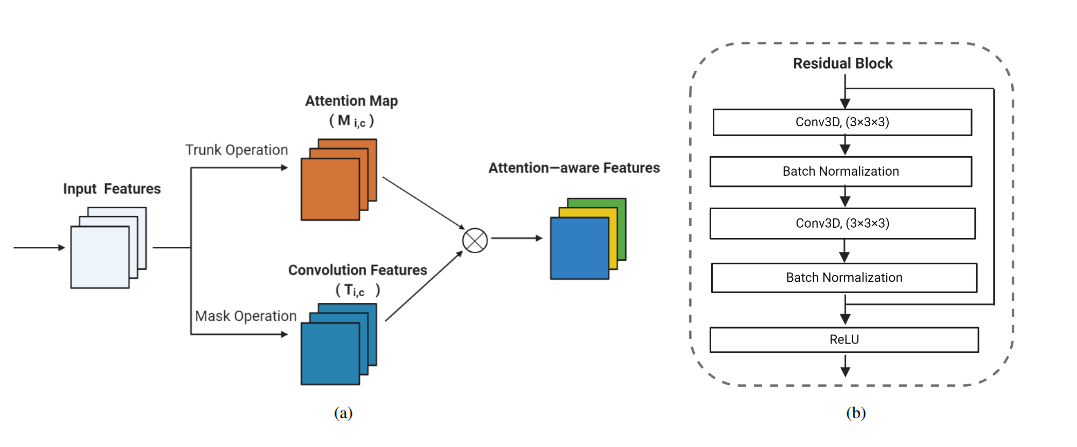 Input Features
Trunk Operation
Attention Map
( M i,c )
Mask Operation
Convolution Features
( Ti,c )
Attention—aware Features
(a)
Residual Block
Conv3D, (3×3×3)
Batch Normalization
Conv3D, (3×3×3)
Batch Normalization
ReLU
(b)